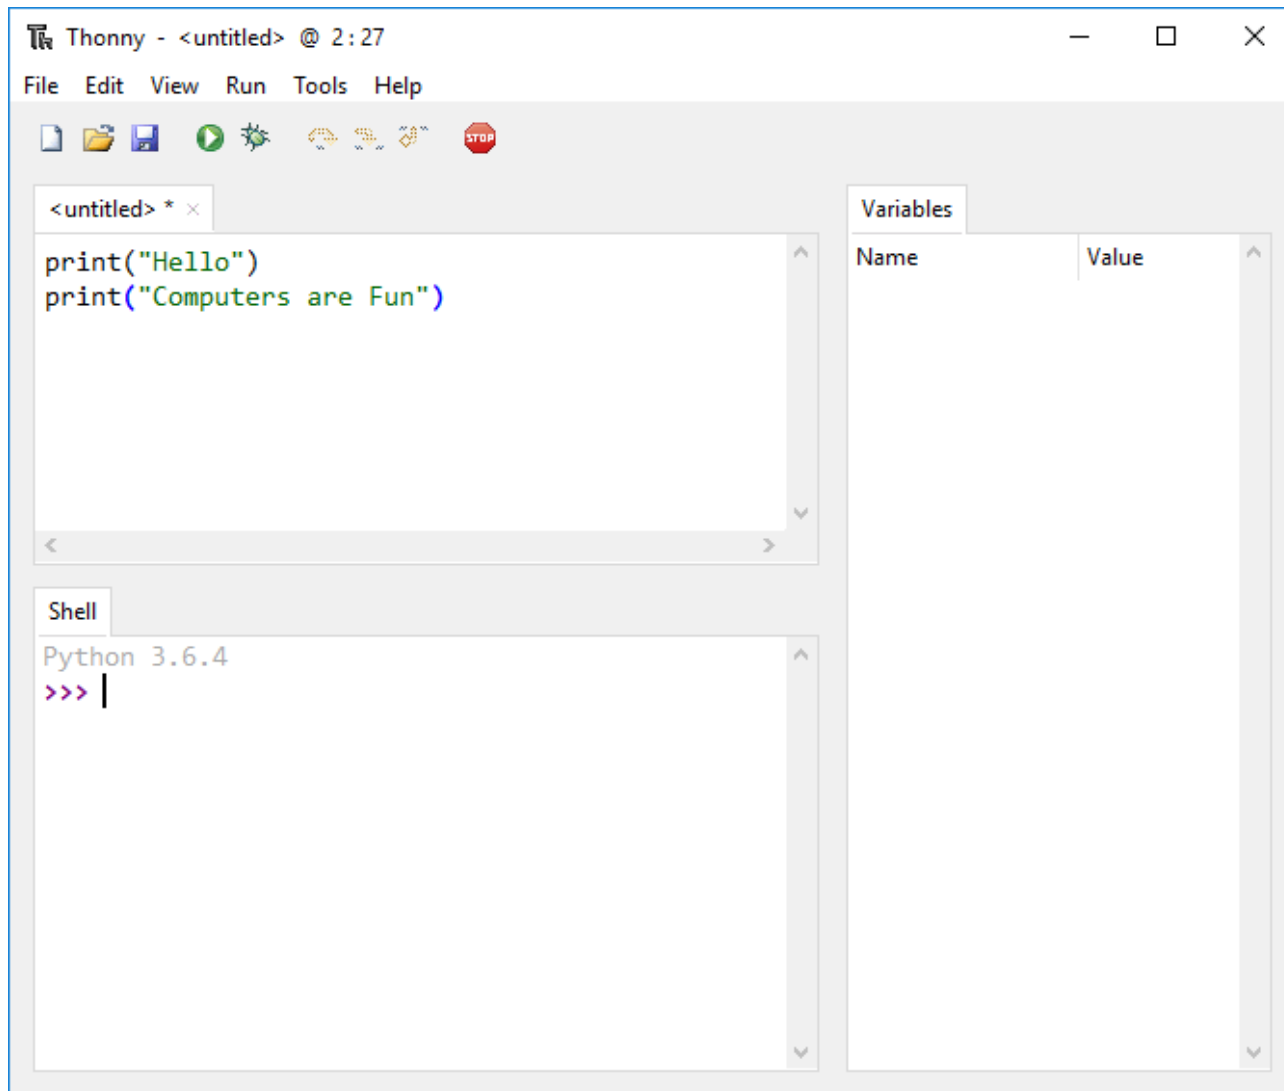 Thonny - <untitled> @ 2:27
File Edit View Run Tools Help
STOP
<untitled> *
print("Hello")
print("Computers are Fun")
Variables
Name Value
Shell
Python 3.6.4
>>>